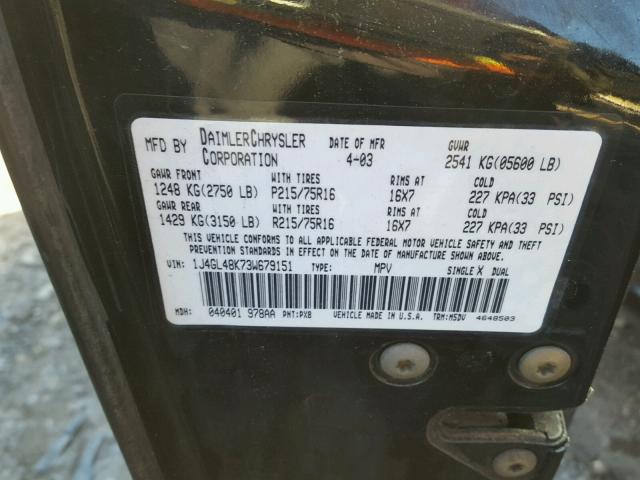 MFD BY DAIMLERCHRYSLER CORPORATION DATE OF MFR 4-03 GVWR 2541 KG(05600 LB)
GAWR FRONT WITH TIRES RIMS AT COLD
1248 KG(2750 LB) P215/75R16 16X7 227 KPA(33 PSI)
GAWR REAR WITH TIRES RIMS AT COLD
1429 KG(3150 LB) R215/75R16 16X7 227 KPA(33 PSI)
THIS VEHICLE CONFORMS TO ALL APPLICABLE FEDERAL MOTOR VEHICLE SAFETY AND THEFT
PREVENTION STANDARDS IN EFFECT ON THE DATE OF MANUFACTURE SHOWN ABOVE.
VIN: 1J4GL48K73W679151 TYPE: MPV SINGLE X DUAL
MDH: 040401 978AA PNT:PX8 VEHICLE MADE IN U.S.A. TRM:M5DV 4648503